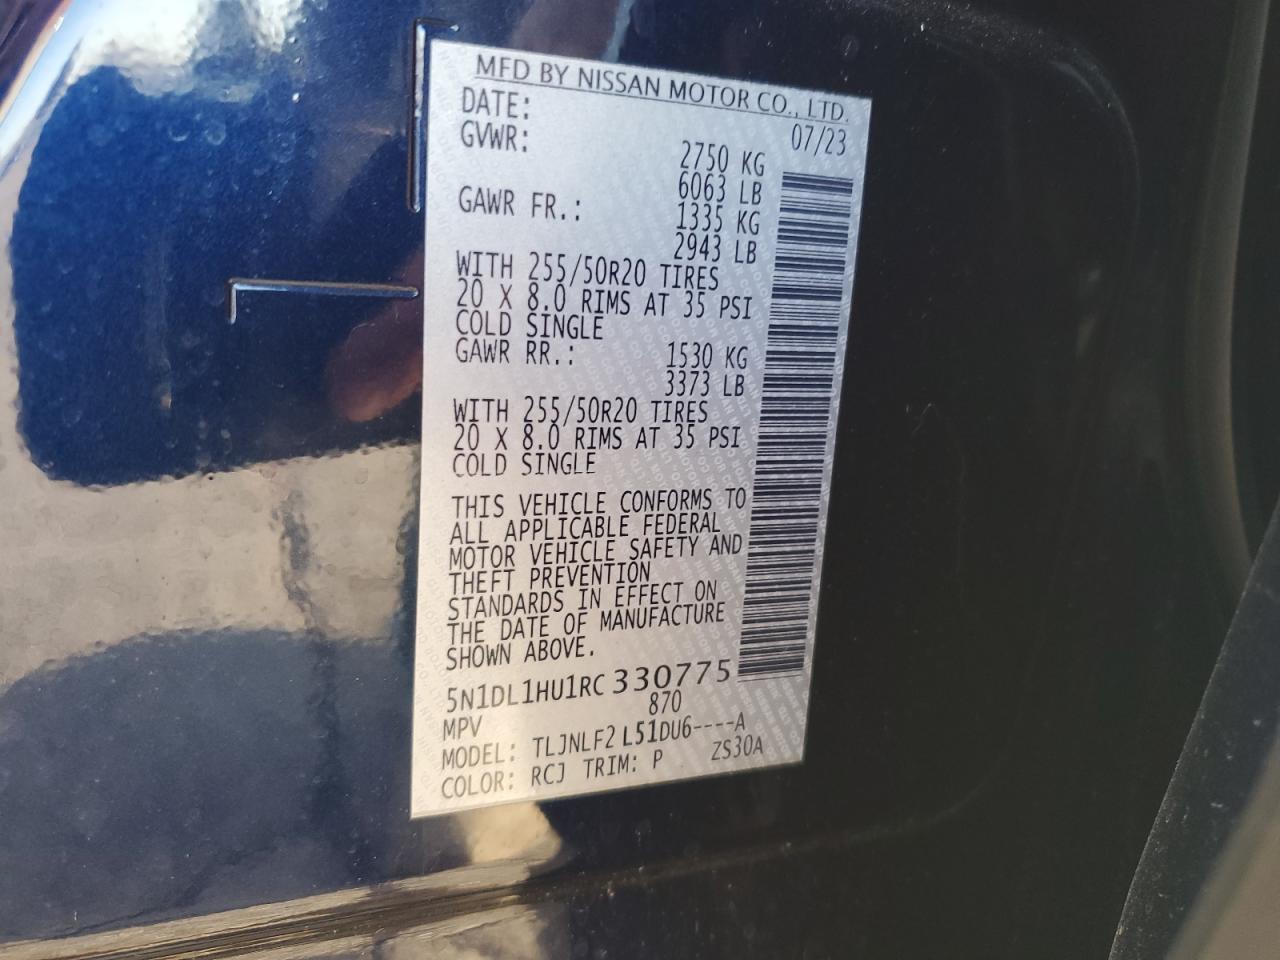 MFD BY NISSAN MOTOR CO., LTD.
DATE: 07/23
GVWR: 2750 KG
6063 LB
GAWR FR.: 1335 KG
2943 LB
WITH 255/50R20 TIRES
20 X 8.0 RIMS AT 35 PSI
COLD SINGLE
GAWR RR.: 1530 KG
3373 LB
WITH 255/50R20 TIRES
20 X 8.0 RIMS AT 35 PSI
COLD SINGLE
THIS VEHICLE CONFORMS TO
ALL APPLICABLE FEDERAL
MOTOR VEHICLE SAFETY AND
THEFT PREVENTION
STANDARDS IN EFFECT ON
THE DATE OF MANUFACTURE
SHOWN ABOVE.
5N1DL1HU1RC 330775
MPV 870
MODEL: TLJNLF2 L51DU6----A
COLOR: RCJ TRIM: P ZS30A